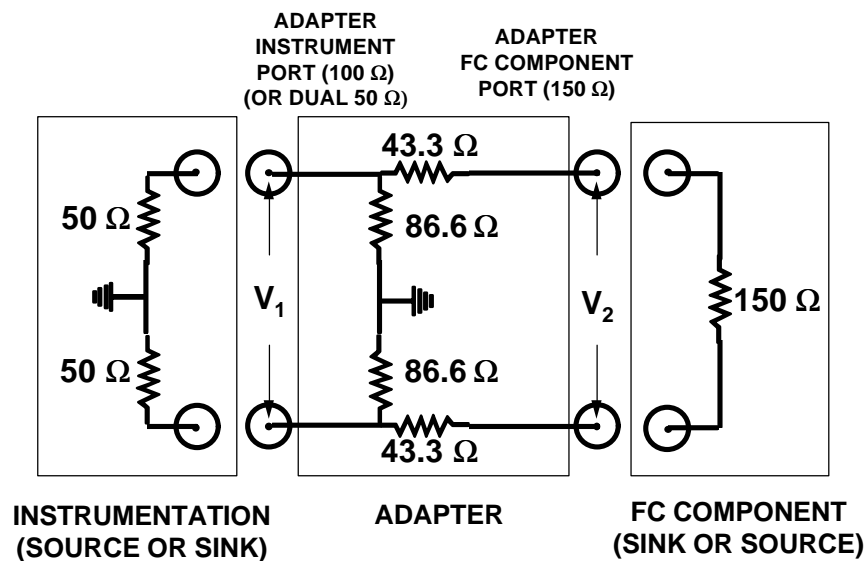 ADAPTER
INSTRUMENT
PORT (100 Ω)
(OR DUAL 50 Ω)
ADAPTER
FC COMPONENT
PORT (150 Ω)
43.3 Ω
50 Ω
86.6 Ω
V1
V2
150 Ω
50 Ω
86.6 Ω
43.3 Ω
INSTRUMENTATION
(SOURCE OR SINK)
ADAPTER
FC COMPONENT
(SINK OR SOURCE)